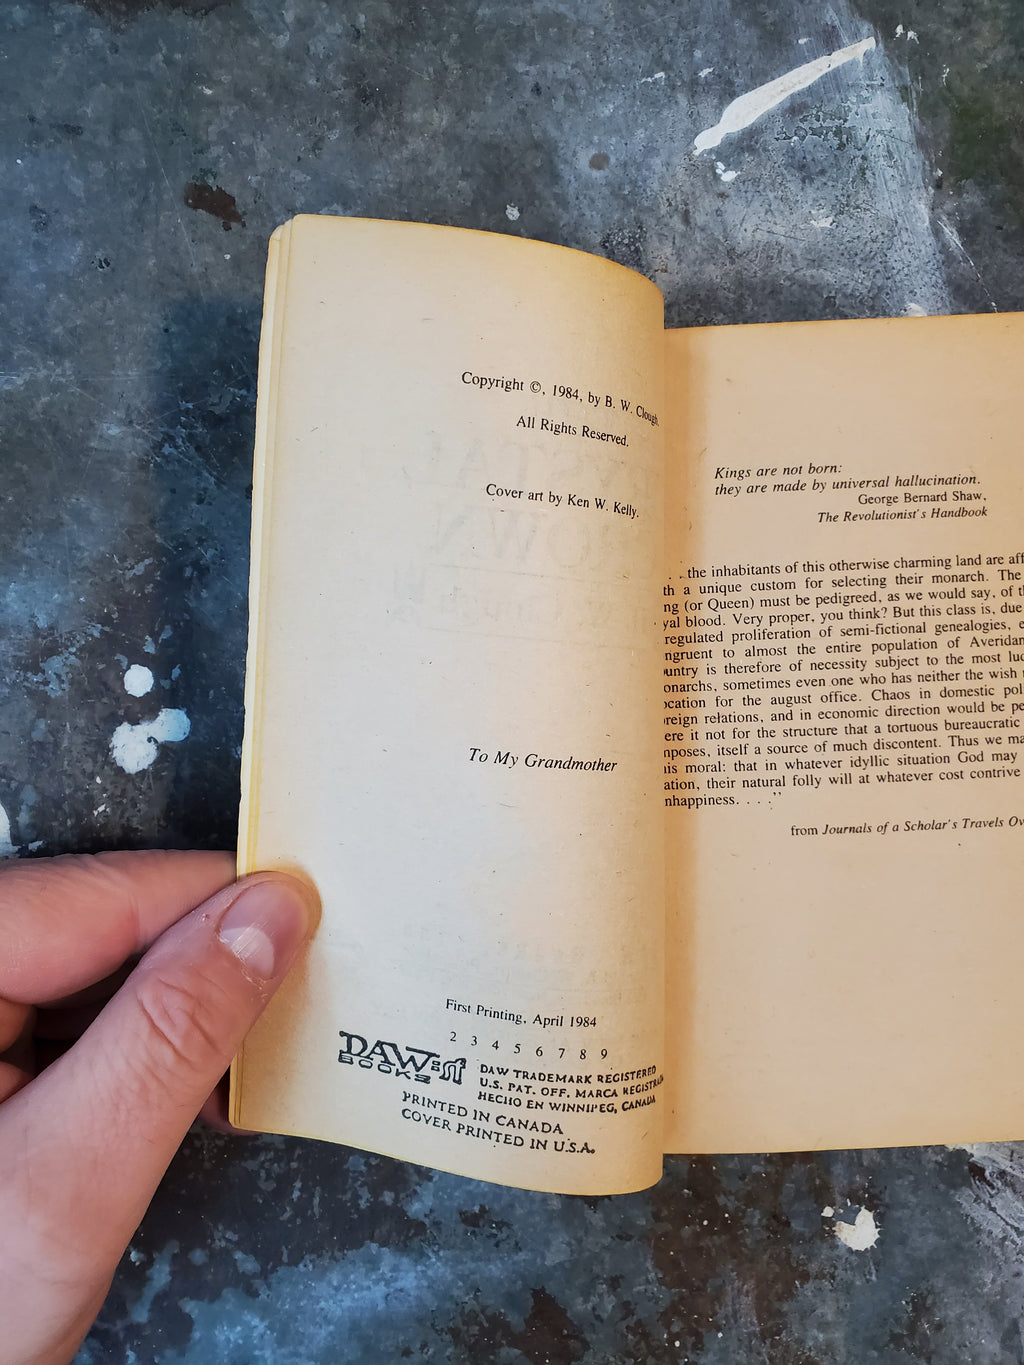 Copyright ©, 1984, by B. W. Clough.
All Rights Reserved.
Cover art by Ken W. Kelly.
To My Grandmother
First Printing, April 1984
2 3 4 5 6 7 8 9
DAW
BOOKS
DAW TRADEMARK REGISTERED
U.S. PAT. OFF. MARCA REGISTRADA.
HECHO EN WINNIPEG, CANADA
PRINTED IN CANADA
COVER PRINTED IN U.S.A.
Kings are not born:
they are made by universal hallucination.
George Bernard Shaw,
The Revolutionist's Handbook
. . the inhabitants of this otherwise charming land are
a unique custom for selecting their monarch. The
(or Queen) must be pedigreed, as we would say, of
blood. Very proper, you think? But this class is, due
regulated proliferation of semi-fictional genealogies,
to almost the entire population of
is therefore of necessity subject to the most
sometimes even one who has neither the wish
for the august office. Chaos in domestic
relations, and in economic direction would be
it not for the structure that a tortuous bureaucratic
itself a source of much discontent. Thus we
moral: that in whatever idyllic situation God may
their natural folly will at whatever cost contrive
. . . ."
from Journals of a Scholar's Travels